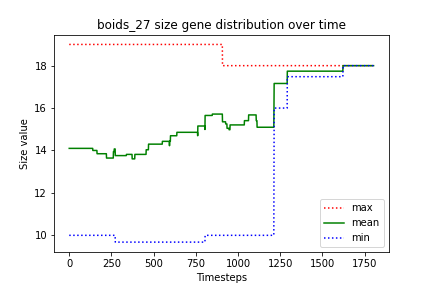 boids_27 size gene distribution over time
Size value
18
16
14
12
10
max
mean
min
0
250
500
750
1000
1250
1500
1750
Timesteps